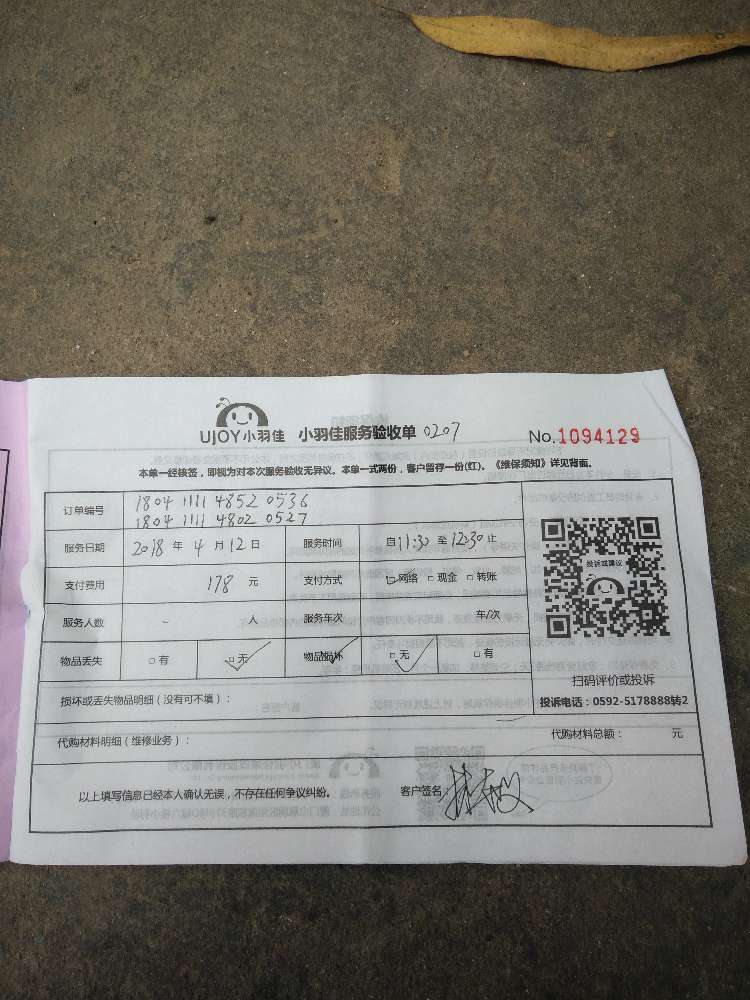 UJOY小羽佳 小羽佳服务验收单 0207 No.1094129
本单一经核签，即视为对本次服务验收无异议。本单一式两份，客户留存一份(红)。《维保须知》详见背面。
订单编号 1804 1111 4852 0536
1804 1111 4802 0527
服务日期 2018 年 4 月 12 日 服务时间 自 11:30 至 12:30 止
支付费用 178 元 支付方式 □网络 □现金 □转账
服务人数 人 服务车次 车/次
物品丢失 □有 □无 物品损坏 □无 □有
投诉或建议
扫码评价或投诉
投诉电话：0592-5178888转2
损坏或丢失物品明细（没有可不填）：
代购材料明细（维修业务）： 代购材料总额： 元
以上填写信息已经本人确认无误，不存在任何争议纠纷。 客户签名：